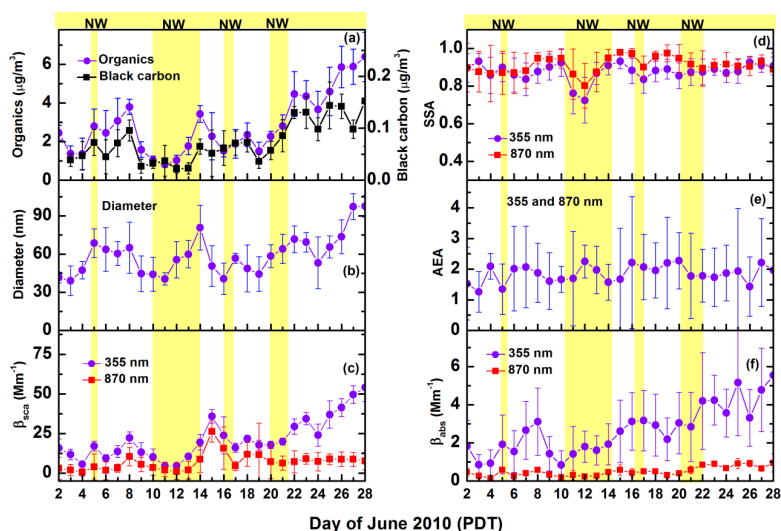 NW NW NW NW NW NW NW NW
(a)
Organics
Black carbon
Organics (μg/m³)
8
6
4
2
0
Black carbon (μg/m³)
0.2
0.1
0.0
(d)
SSA
1.0
0.8
0.6
0.4
355 nm
870 nm
Diameter
Diameter (nm)
120
90
60
30
0
(b)
355 and 870 nm
(e)
AEA
5
4
3
2
1
0
(c)
355 nm
870 nm
βsca (Mm⁻¹)
75
50
25
0
355 nm
870 nm
(f)
βabs (Mm⁻¹)
8
6
4
2
0
2 4 6 8 10 12 14 16 18 20 22 24 26 28
2 4 6 8 10 12 14 16 18 20 22 24 26 28
Day of June 2010 (PDT)